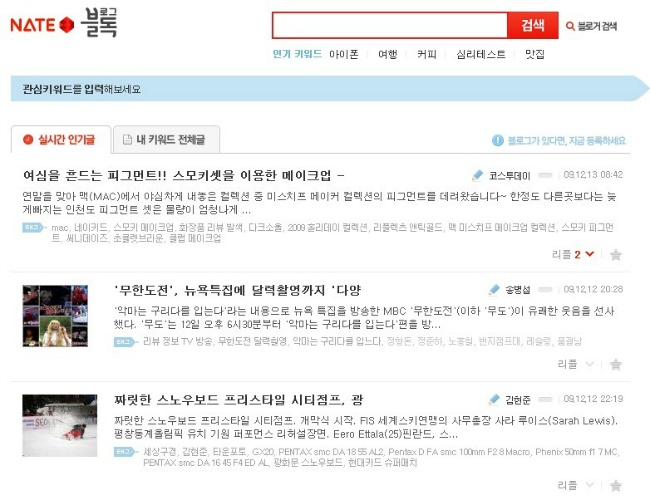 NATE 블로그 블톡
검색
블로거 검색
인기 키워드 아이폰 여행 커피 심리테스트 맛집
관심키워드를 입력해보세요
실시간 인기글 내 키워드 전체글 블로그가 있다면, 지금 등록하세요
여심을 흔드는 피그먼트!! 스모키셋을 이용한 메이크업 - 코스투데이 09,12,13 08:42
연말을 맞아 맥(MAC)에서 야심차게 내놓은 컬렉션 중 미스치프 메이커 컬렉션의 피그먼트를 데려왔습니다~ 한정도 다른곳보다는 늦
게빠지는 인천도 피그먼트 셋은 물량이 엄청나게 ...
태그 mac, 네이키드, 스모키 메이크업, 화장품 리뷰 발색, 다크소울, 2009 홀리데이 컬렉션, 리플렉츠 앤틱골드, 맥 미스치프 메이크업 컬렉션, 스모키 피그먼
트, 써니데이즈, 초콜렛브라운, 클럽 메이크업
리플 2
'무한도전', 뉴욕특집에 달력촬영까지 '다양 송병섭 09,12,12 20:28
'악마는 구리다를 입는다'라는 내용으로 뉴욕 특집을 방송한 MBC '무한도전'(이하 '무도')이 유쾌한 웃음을 선사
했다. '무도'는 12일 오후 6시30분부터 '악마는 구리다를 입는다'편을 방...
태그 리뷰 정보 TV 방송, 무한도전 달력촬영, 악마는 구리다를 입느다, 정형돈, 정준하, 노홍철, 번지점프대, 레슬링, 품절남
리플
짜릿한 스노우보드 프리스타일 시티점프, 광 김현준 09,12,12 22:19
짜릿한 스노우보드 프리스타일 시티점프. 개막식 시작. FIS 세계스키연맹의 사무총장 사라 루이스(Sarah Lewis).
평창동계올림픽 유치 기원 퍼포먼스 리허설장면. Eero Ettala(25)핀란드, 스...
태그 세상구경, 김현준, 타운포토, GX20, PENTAX smc DA 18 55 AL2, Pentax D FA smc 100mm F2 8 Macro, Phenix 50mm f1 7 MC,
PENTAX smc DA 16 45 F4 ED AL, 광화문 스노우보드, 현대카드 슈퍼매치
리플